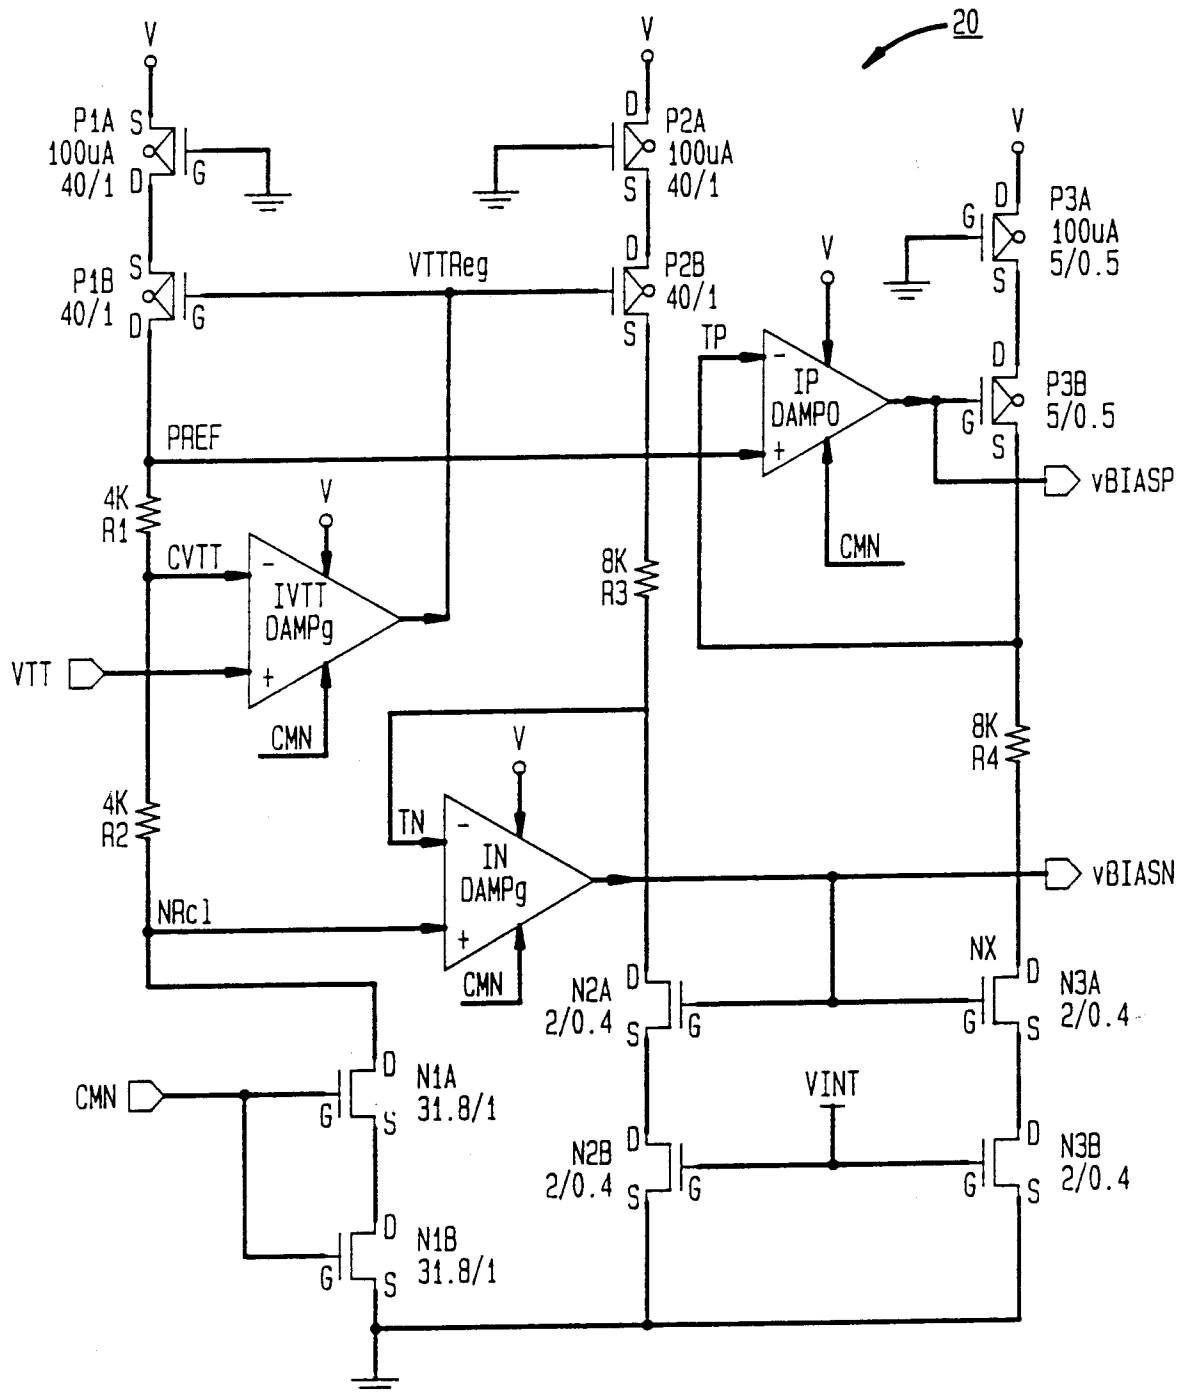 20
V
V
V
P1A
100uA
40/1
S
D
G
P2A
100uA
40/1
D
S
P3A
100uA
5/0.5
D
G
S
P1B
40/1
S
D
G
VTTReg
P2B
40/1
D
S
V
TP
-
IP
DAMPO
+
CMN
P3B
5/0.5
D
G
S
vBIASP
PREF
4K
R1
CVTT
V
-
IVTT
DAMPg
+
VTT
CMN
8K
R3
8K
R4
4K
R2
V
TN
-
IN
DAMPg
+
CMN
NRcl
vBIASN
NX
N2A
2/0.4
D
S
G
N3A
2/0.4
D
G
S
CMN
N1A
31.8/1
D
G
S
VINT
N2B
2/0.4
D
S
G
N3B
2/0.4
D
G
S
N1B
31.8/1
D
G
S